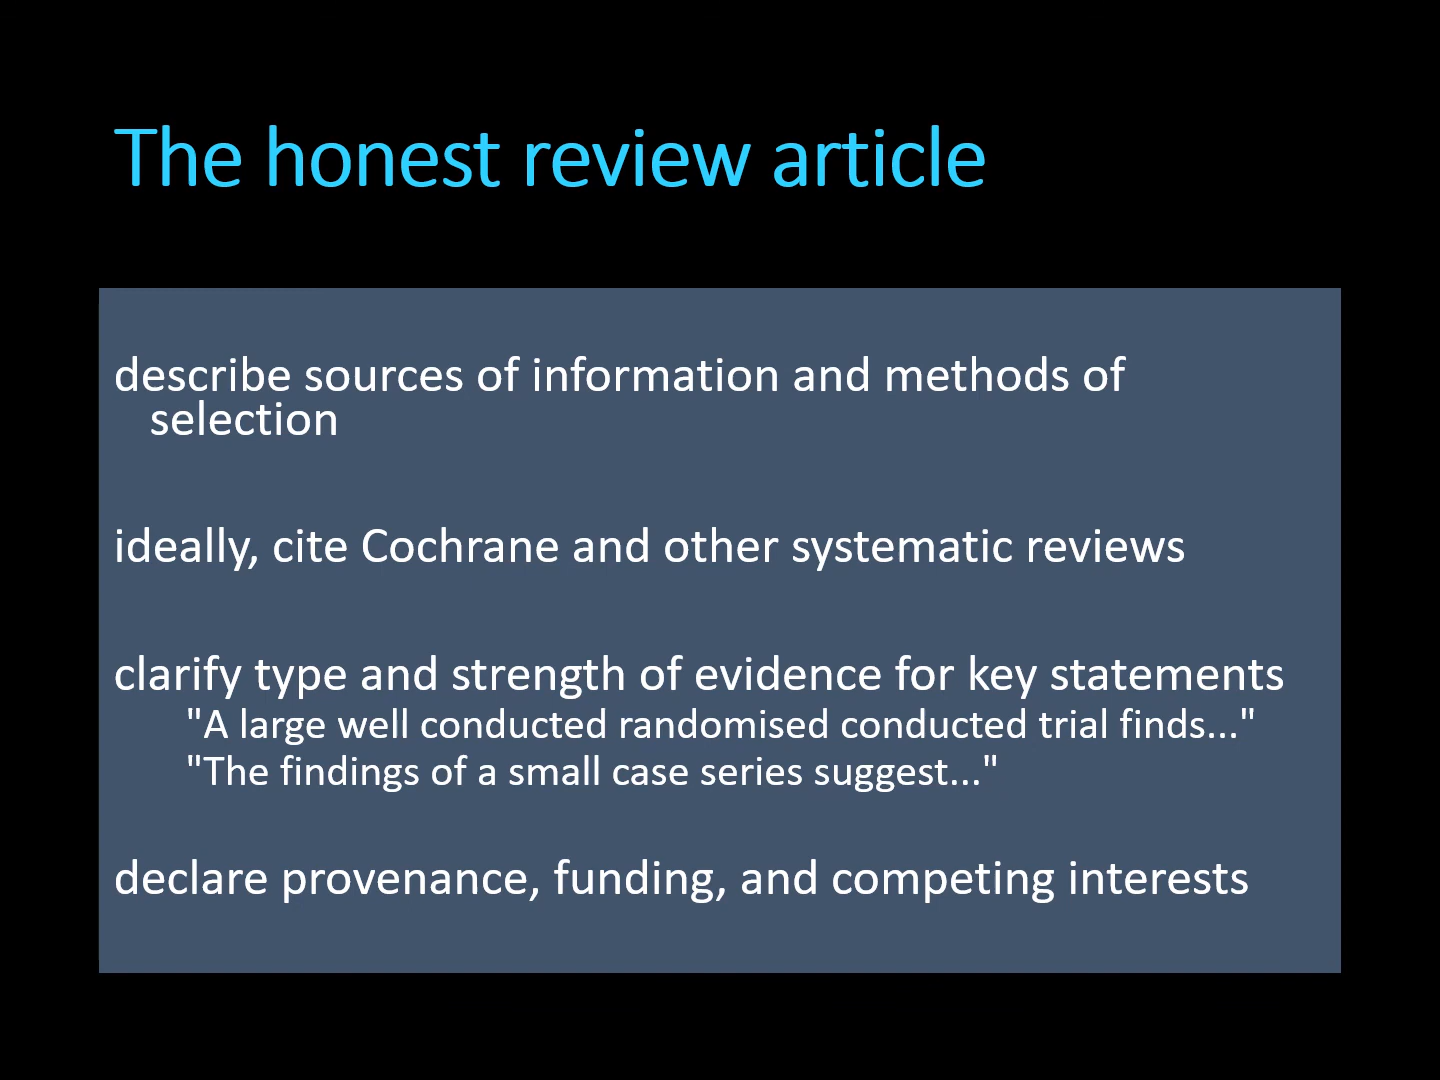 The honest review article
describe sources of information and methods of
selection
ideally, cite Cochrane and other systematic reviews
clarify type and strength of evidence for key statements
"A large well conducted randomised conducted trial finds..."
"The findings of a small case series suggest..."
declare provenance, funding, and competing interests